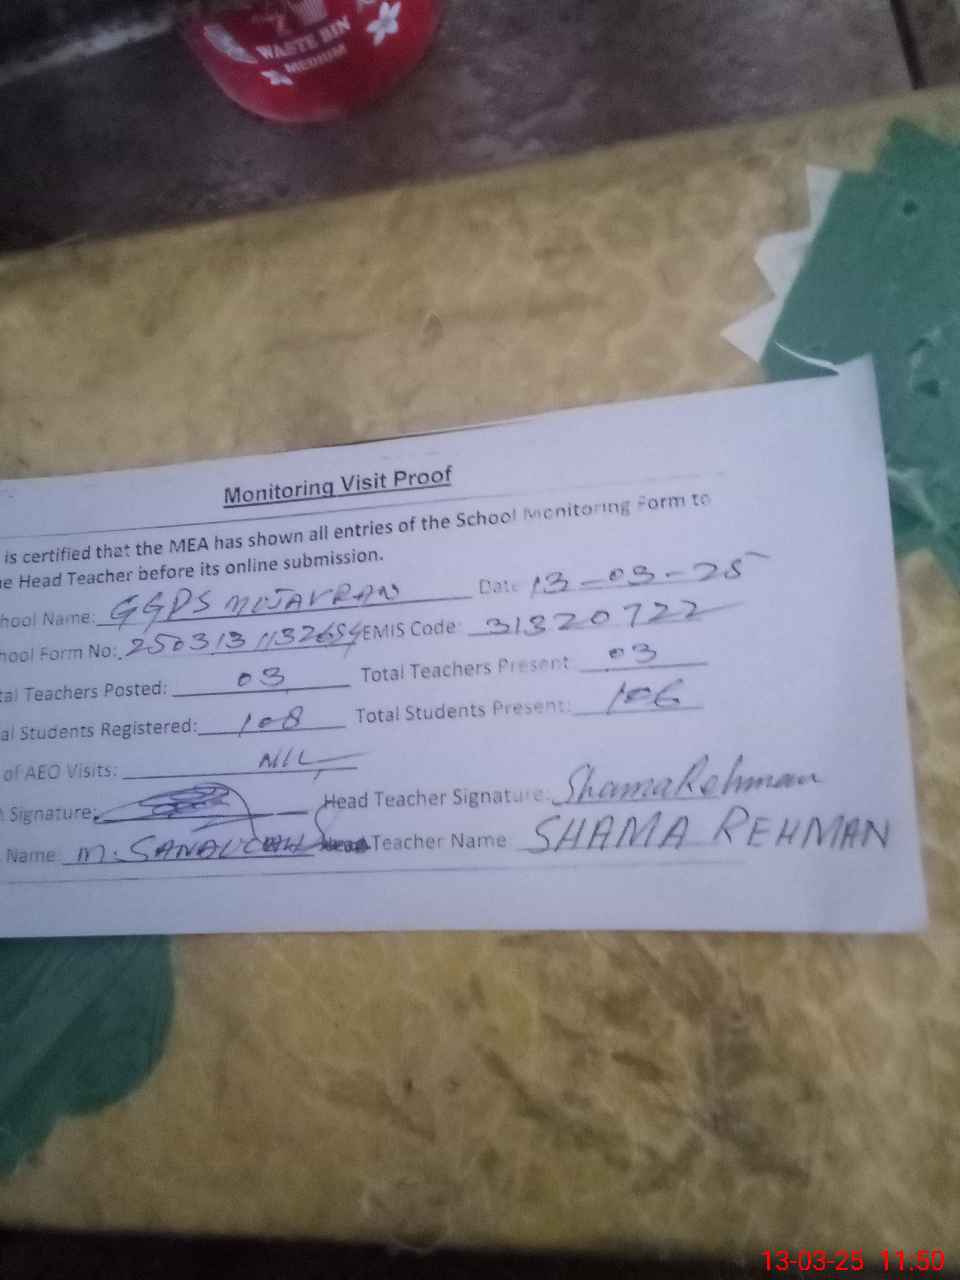 WASTE BIN
MEDIUM
Monitoring Visit Proof
is certified that the MEA has shown all entries of the School Monitoring Form to
e Head Teacher before its online submission.
hool Name: GGPS MUJAVRAN Date 13-03-25
hool Form No: EMIS Code: 31320722
tal Teachers Posted: 03 Total Teachers Present: 03
al Students Registered: 108 Total Students Present: 106
of AEO Visits: NIL
Signature: Head Teacher Signature: Shama Rehman
Name: M. SANAULLAH Teacher Name SHAMA REHMAN
13-03-25 11:50